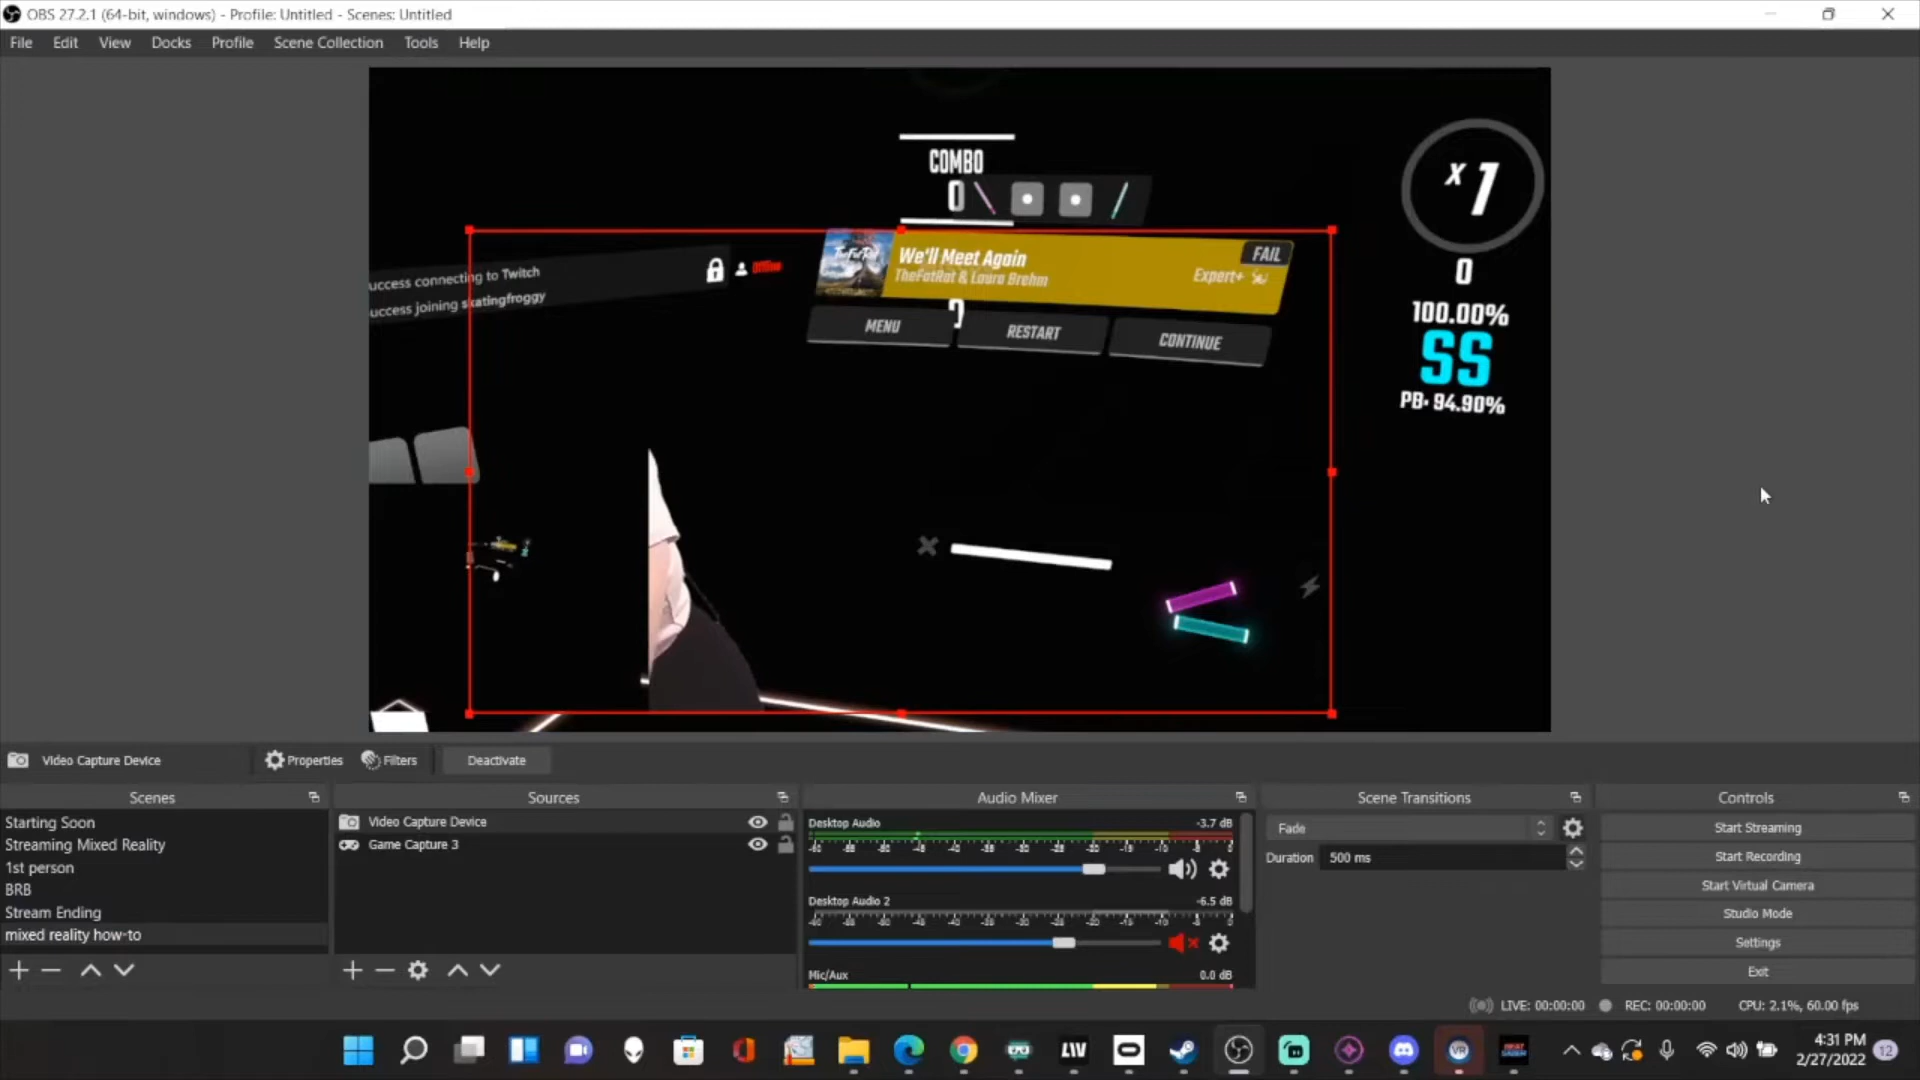 OBS 27.2.1 (64-bit, windows) - Profile: Untitled - Scenes: Untitled
File Edit View Docks Profile Scene Collection Tools Help
COMBO
0
x 1
0
100.00%
SS
PB: 94.90%
uccess connecting to Twitch
Offline
uccess joining skatingfroggy
TheFatRat
We'll Meet Again
TheFatRat & Laura Brehm
FAIL
Expert+
MENU
RESTART
CONTINUE
Video Capture Device
Properties
Filters
Deactivate
Scenes
Starting Soon
Streaming Mixed Reality
1st person
BRB
Stream Ending
mixed reality how-to
Sources
Video Capture Device
Game Capture 3
Audio Mixer
Desktop Audio -3.7 dB
Desktop Audio 2 -6.5 dB
Mic/Aux 0.0 dB
Scene Transitions
Fade
Duration 500 ms
Controls
Start Streaming
Start Recording
Start Virtual Camera
Studio Mode
Settings
Exit
LIVE: 00:00:00 REC: 00:00:00 CPU: 2.1%, 60.00 fps
LIV
VR
BEAT SABER
4:31 PM
2/27/2022
12